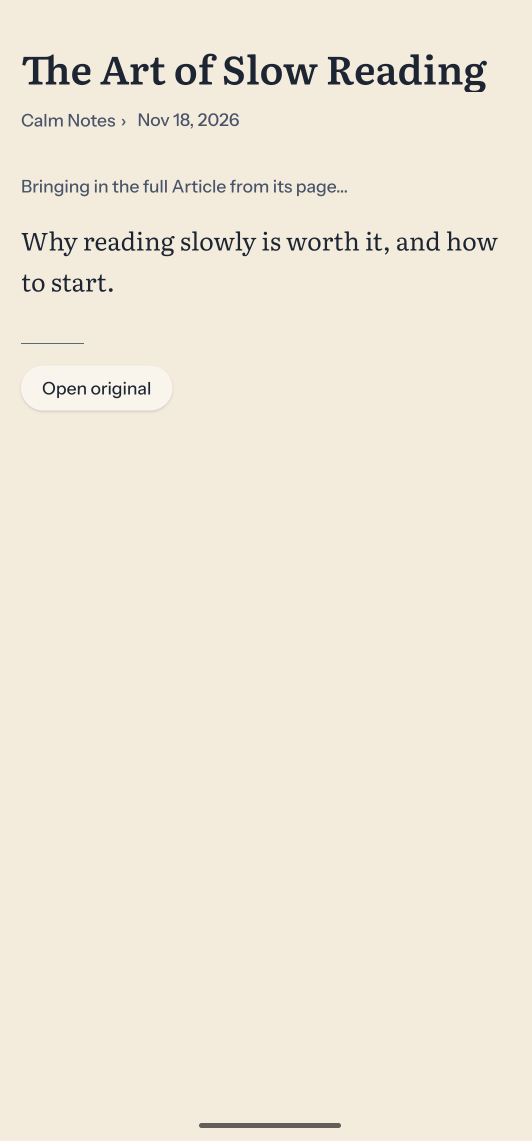 The Art of Slow Reading
Calm Notes › Nov 18, 2026
Bringing in the full Article from its page...
Why reading slowly is worth it, and how
to start.
Open original